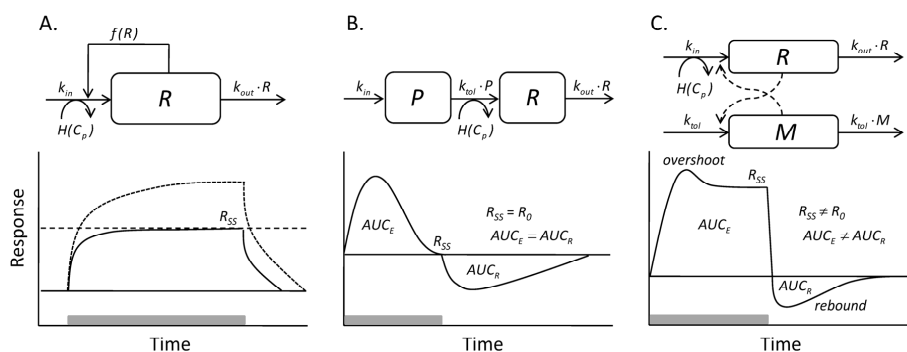 A.
f(R)
k_in
R
k_out · R
H(C_p)
Response
R_SS
Time
B.
k_in
P
k_tol · P
R
k_out · R
H(C_p)
AUC_E
R_SS
R_SS = R_0
AUC_E – AUC_R
AUC_R
Time
C.
k_in
R
k_out · R
H(C_p)
k_tol
M
k_tol · M
overshoot
R_SS
AUC_E
R_SS ≠ R_0
AUC_E ≠ AUC_R
AUC_R
rebound
Time